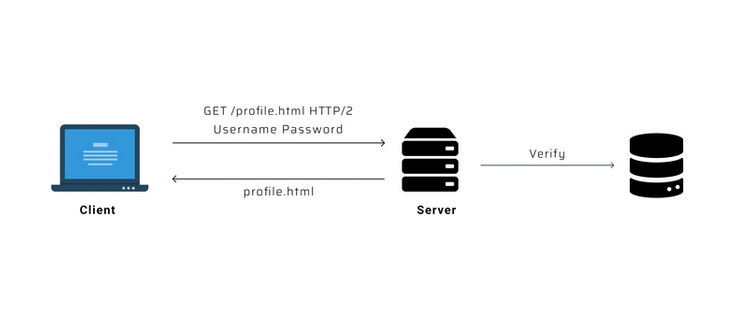 GET /profile.html HTTP/2
Username Password
Verify
profile.html
Client
Server